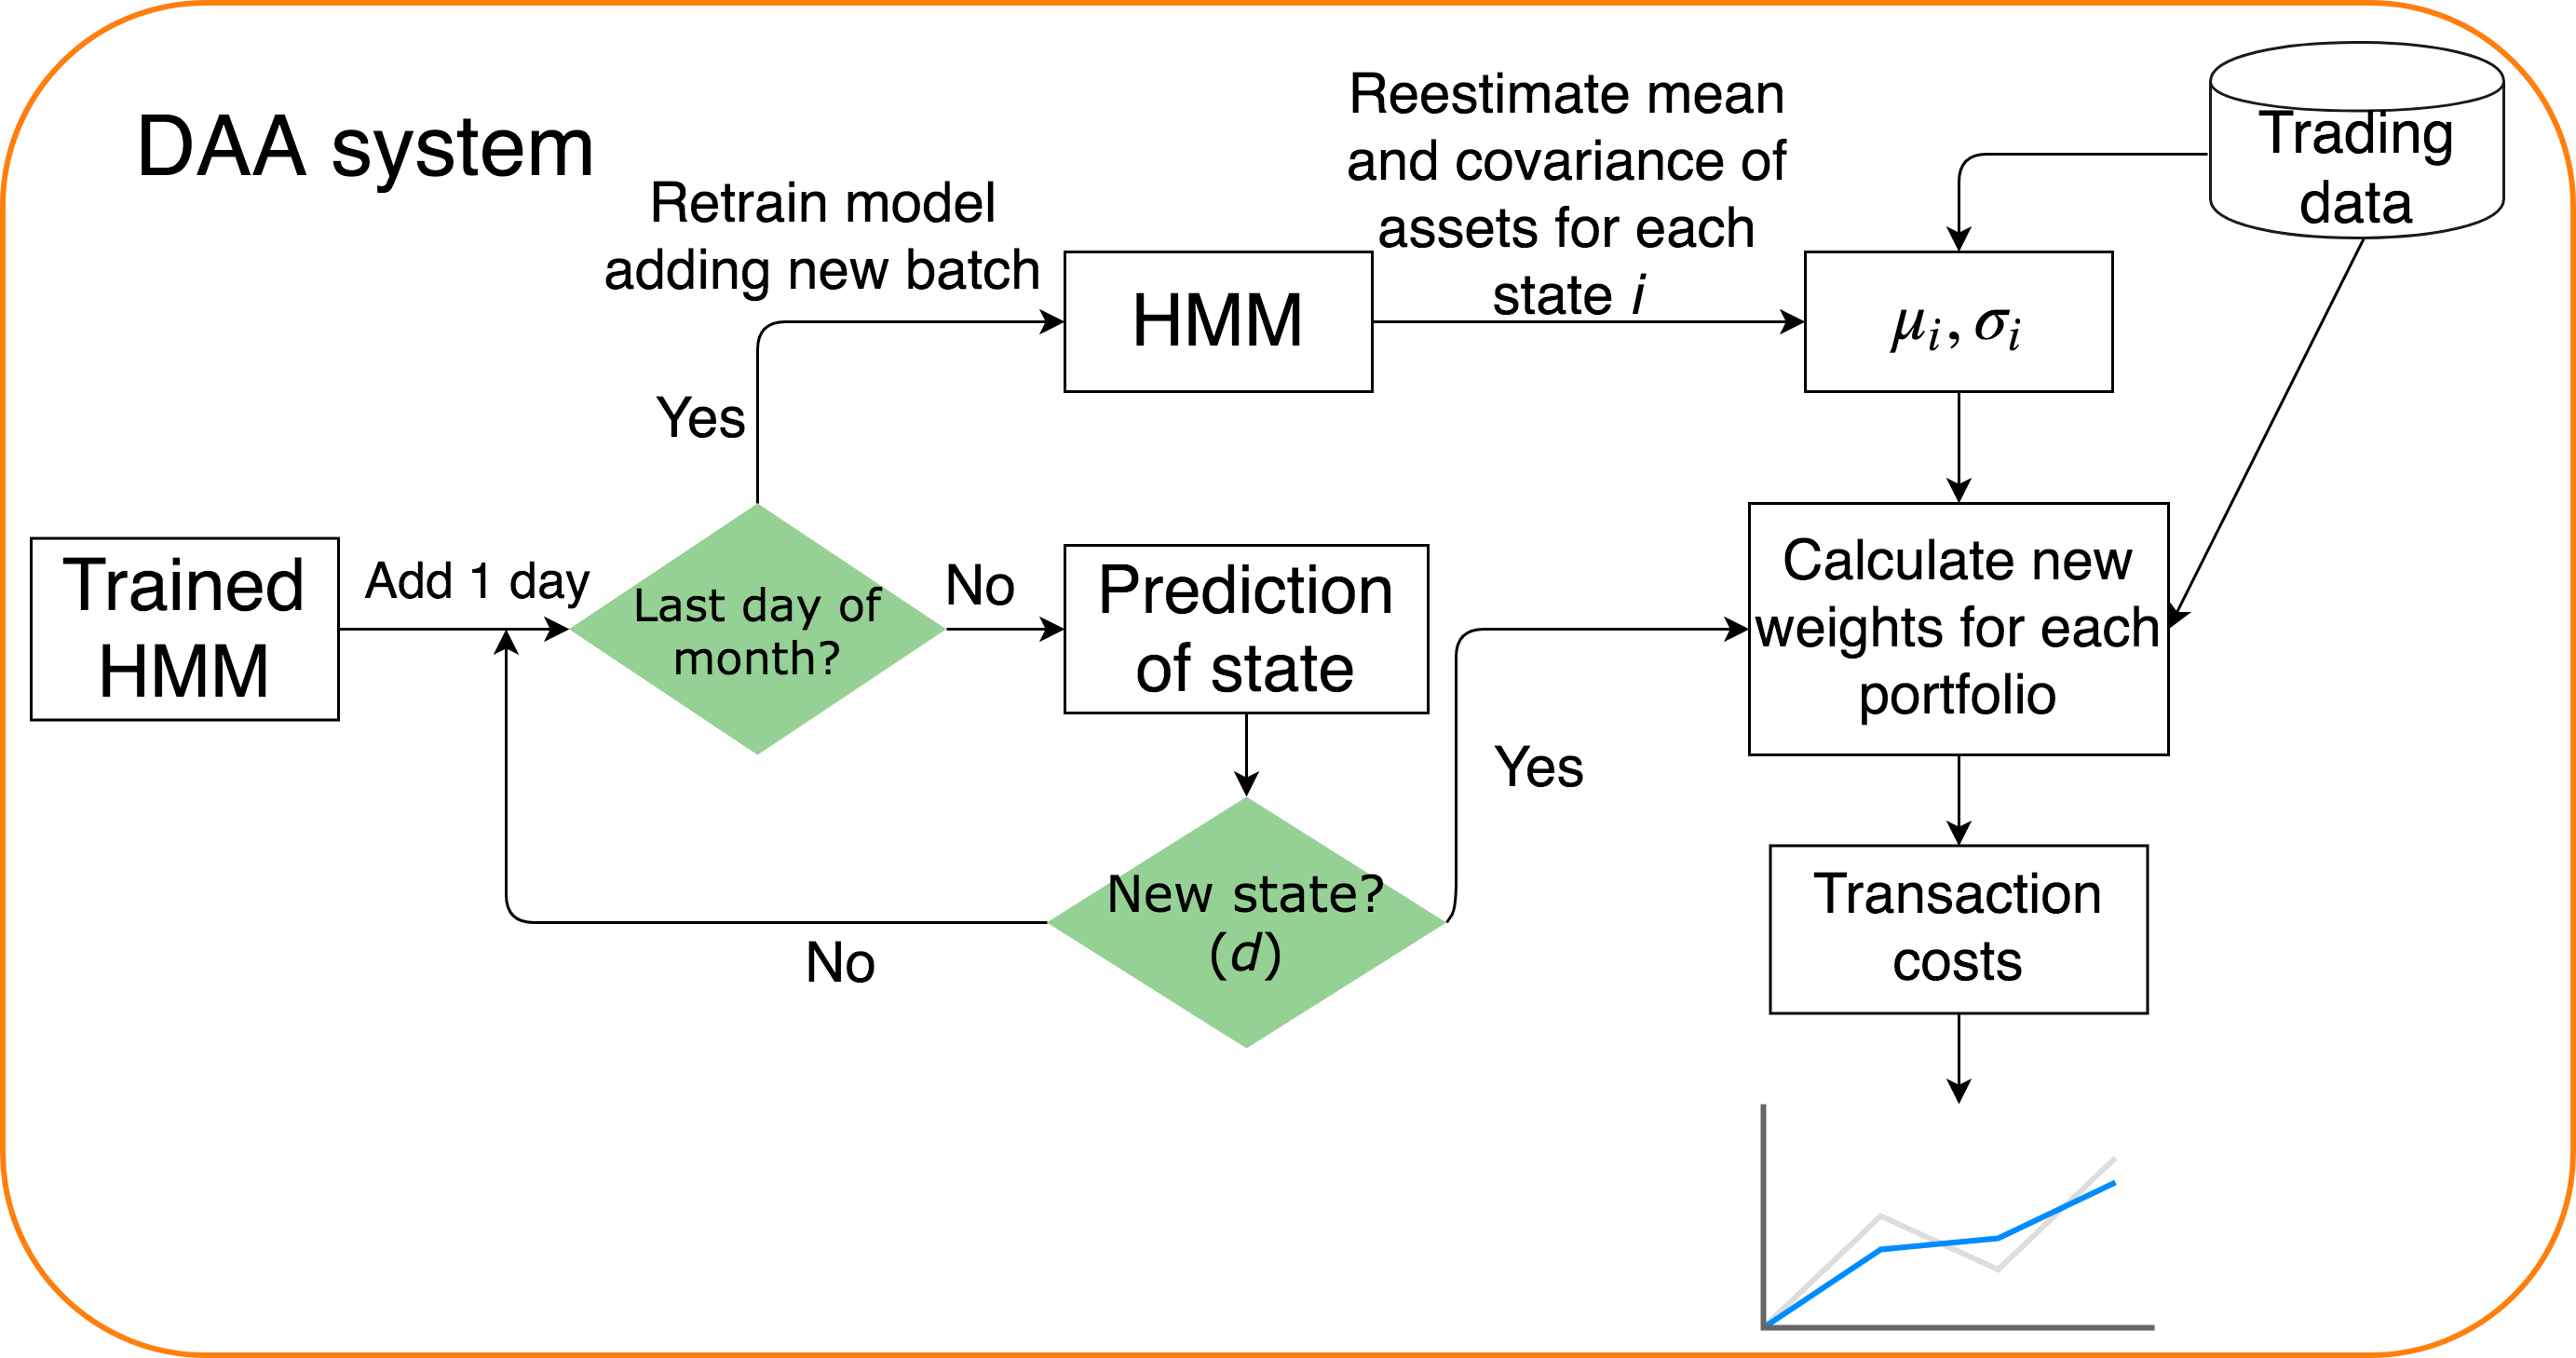 DAA system
Retrain model
adding new batch
Reestimate mean
and covariance of
assets for each
state i
Trading
data
HMM
μi, σi
Yes
Trained
HMM
Add 1 day
Last day of
month?
No
Prediction
of state
Calculate new
weights for each
portfolio
Yes
New state?
(d)
No
Transaction
costs